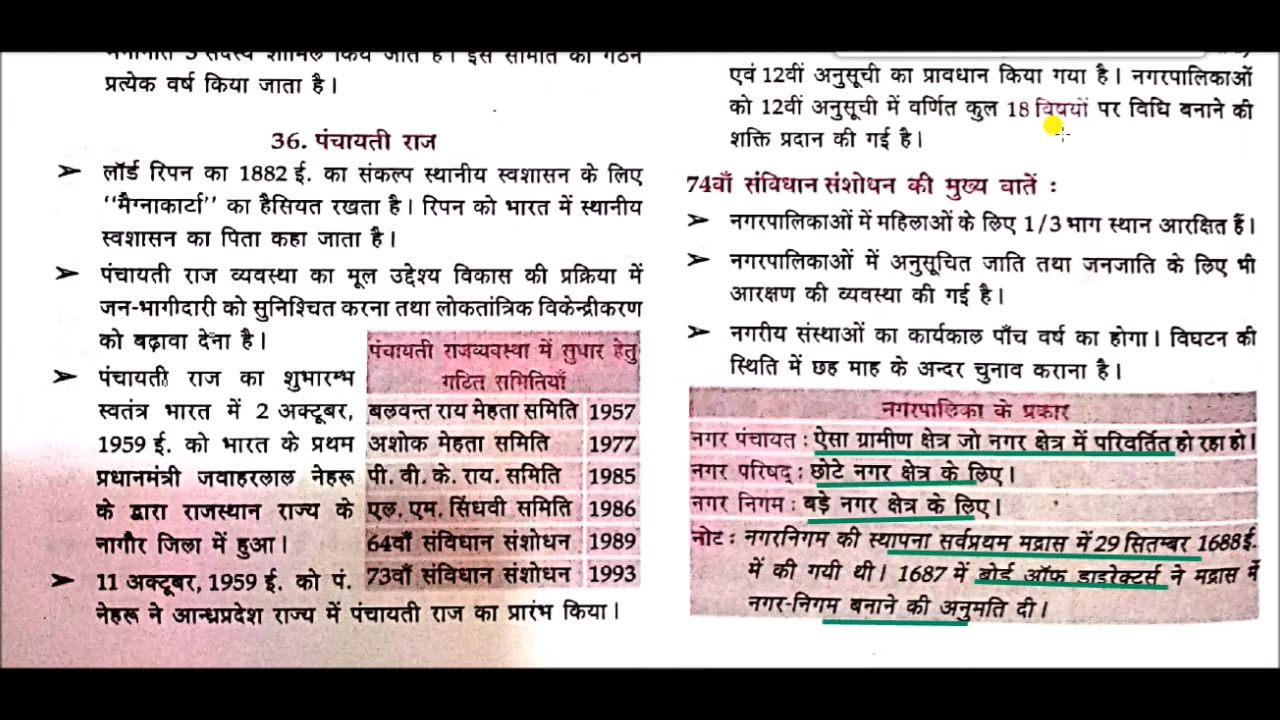 मनोनीत 5 सदस्य शामिल किये जाते हैं। इस समिति का गठन
प्रत्येक वर्ष किया जाता है।
36. पंचायती राज
➤ लॉर्ड रिपन का 1882 ई. का संकल्प स्थानीय स्वशासन के लिए
‘‘मैग्नाकार्टा’’ का हैसियत रखता है। रिपन को भारत में स्थानीय
स्वशासन का पिता कहा जाता है।
➤ पंचायती राज व्यवस्था का मूल उद्देश्य विकास की प्रक्रिया में
जन-भागीदारी को सुनिश्चित करना तथा लोकतांत्रिक विकेन्द्रीकरण
को बढ़ावा देना है।
➤ पंचायती राज का शुभारम्भ
स्वतंत्र भारत में 2 अक्टूबर,
1959 ई. को भारत के प्रथम
प्रधानमंत्री जवाहरलाल नेहरू
के द्वारा राजस्थान राज्य के
नागौर जिला में हुआ।
➤ 11 अक्टूबर, 1959 ई. को पं.
नेहरू ने आन्ध्रप्रदेश राज्य में पंचायती राज का प्रारंभ किया।
पंचायती राजव्यवस्था में सुधार हेतु
गठित समितियाँ
बलवन्त राय मेहता समिति 1957
अशोक मेहता समिति 1977
पी. वी. के. राय. समिति 1985
एल. एम. सिंधवी समिति 1986
64वाँ संविधान संशोधन 1989
73वाँ संविधान संशोधन 1993
एवं 12वीं अनुसूची का प्रावधान किया गया है। नगरपालिकाओं
को 12वीं अनुसूची में वर्णित कुल 18 विषयों पर विधि बनाने की
शक्ति प्रदान की गई है।
74वाँ संविधान संशोधन की मुख्य वातें :
➤ नगरपालिकाओं में महिलाओं के लिए 1/3 भाग स्थान आरक्षित हैं।
➤ नगरपालिकाओं में अनुसूचित जाति तथा जनजाति के लिए भी
आरक्षण की व्यवस्था की गई है।
➤ नगरीय संस्थाओं का कार्यकाल पाँच वर्ष का होगा। विघटन की
स्थिति में छह माह के अन्दर चुनाव कराना है।
नगरपालिका के प्रकार
नगर पंचायत : ऐसा ग्रामीण क्षेत्र जो नगर क्षेत्र में परिवर्तित हो रहा हो।
नगर परिषद् : छोटे नगर क्षेत्र के लिए।
नगर निगम : बड़े नगर क्षेत्र के लिए।
नोट : नगरनिगम की स्थापना सर्वप्रथम मद्रास में 29 सितम्बर 1688 ई.
में की गयी थी। 1687 में बोर्ड ऑफ डाइरेक्टर्स ने मद्रास में
नगर-निगम बनाने की अनुमति दी।